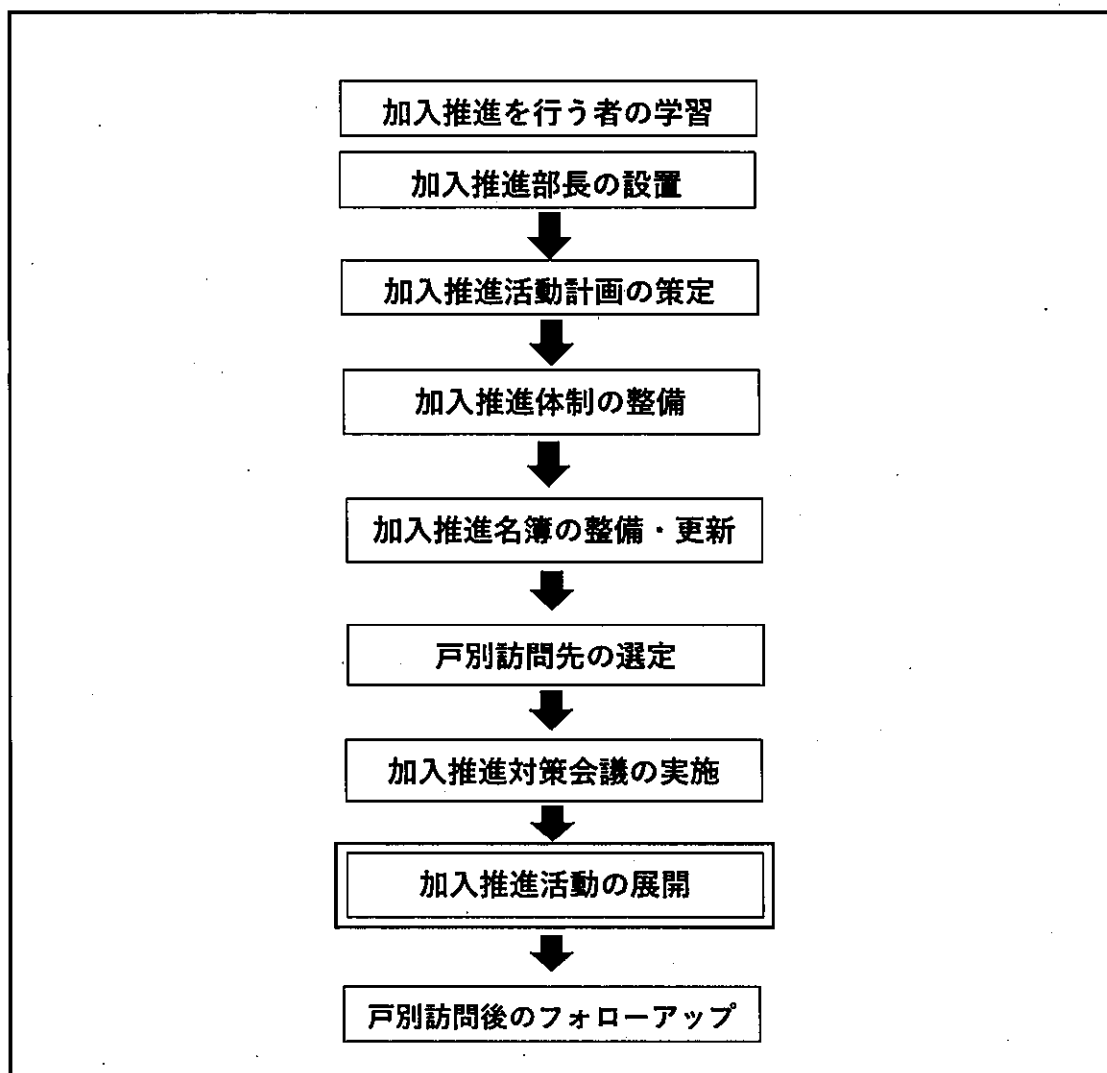 加入推進を行う者の学習
加入推進部長の設置
加入推進活動計画の策定
加入推進体制の整備
加入推進名簿の整備・更新
戸別訪問先の選定
加入推進対策会議の実施
加入推進活動の展開
戸別訪問後のフォローアップ